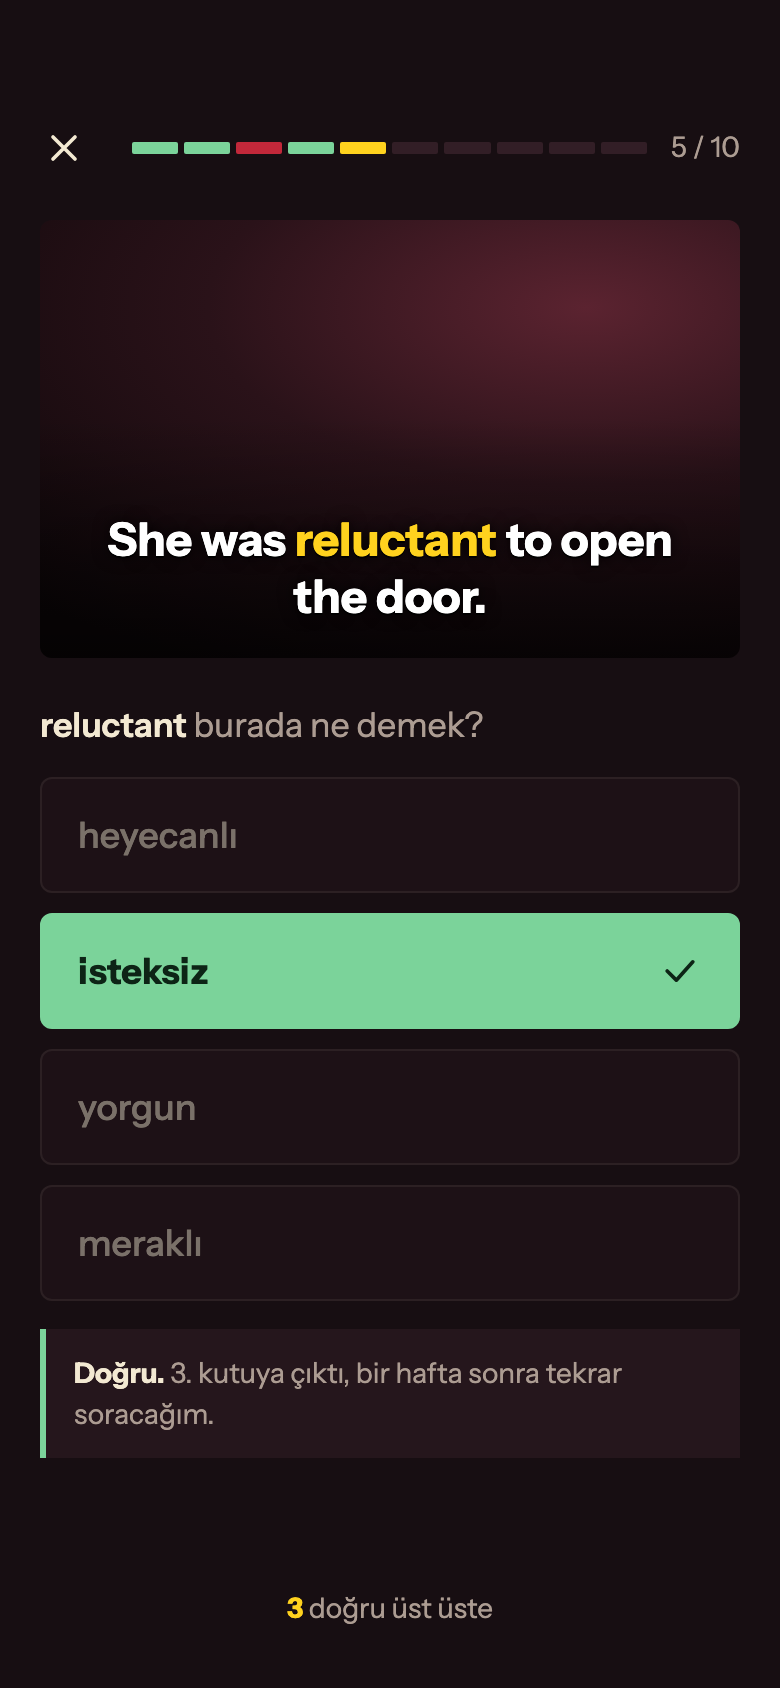 5 / 10
She was reluctant to open
the door.
reluctant burada ne demek?
heyecanlı
isteksiz
yorgun
meraklı
Doğru. 3. kutuya çıktı, bir hafta sonra tekrar
soracağım.
3 doğru üst üste